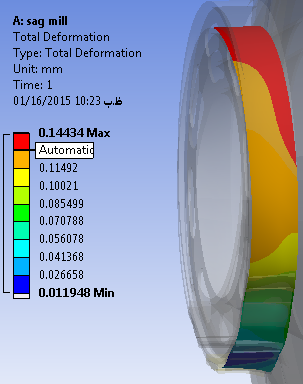 A: sag mill
Total Deformation
Type: Total Deformation
Unit: mm
Time: 1
01/16/2015 10:23 ظ.ب
0.14434 Max
Automatic
0.11492
0.10021
0.085499
0.070788
0.056078
0.041368
0.026658
0.011948 Min